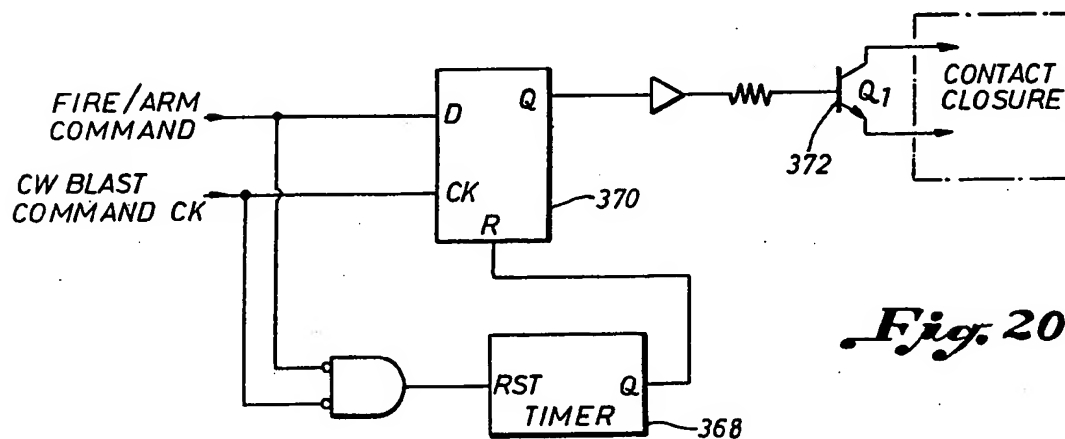 FIRE/ARM
COMMAND
CW BLAST
COMMAND CK
D
Q
CK
R
370
Q1
372
CONTACT
CLOSURE
RST
Q
TIMER
368
Fig. 20